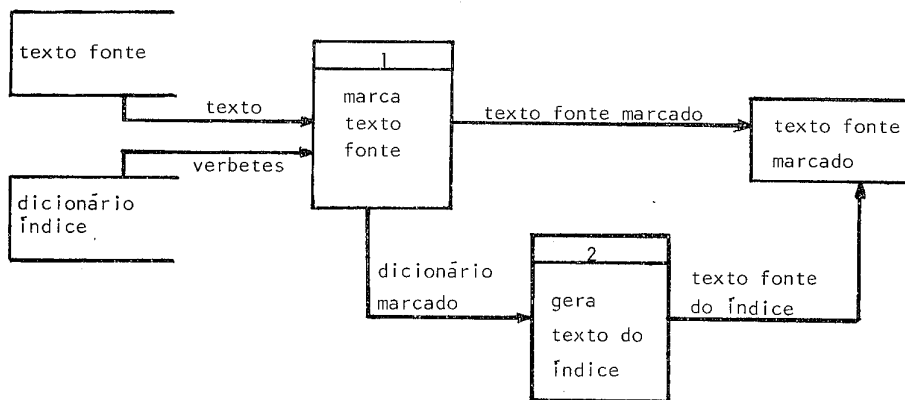 texto fonte
texto
verbetes
dicionário
índice
1
marca
texto
fonte
texto fonte marcado
texto fonte
marcado
dicionário
marcado
2
gera
texto do
índice
texto fonte
do índice